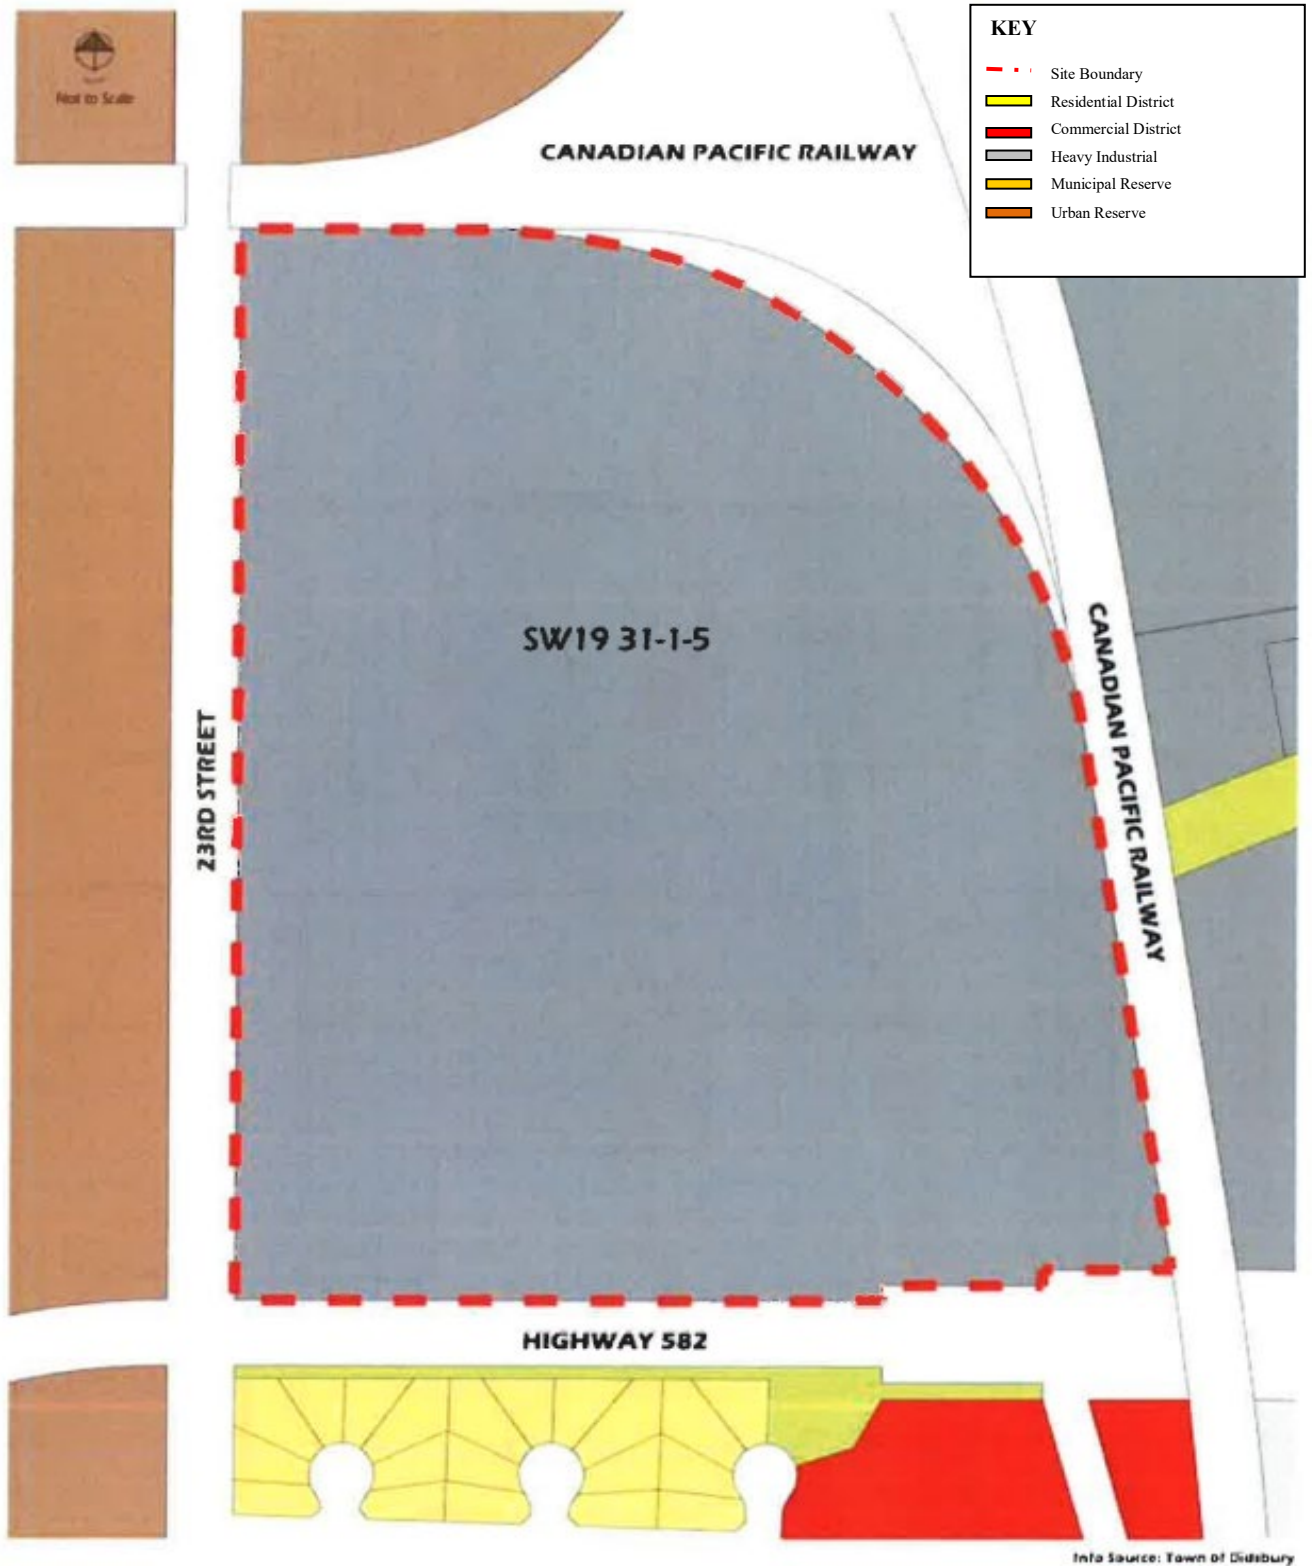 Not to Scale
CANADIAN PACIFIC RAILWAY
KEY
Site Boundary
Residential District
Commercial District
Heavy Industrial
Municipal Reserve
Urban Reserve
SW19 31-1-5
23RD STREET
CANADIAN PACIFIC RAILWAY
HIGHWAY 582
Info Source: Town of Didsbury